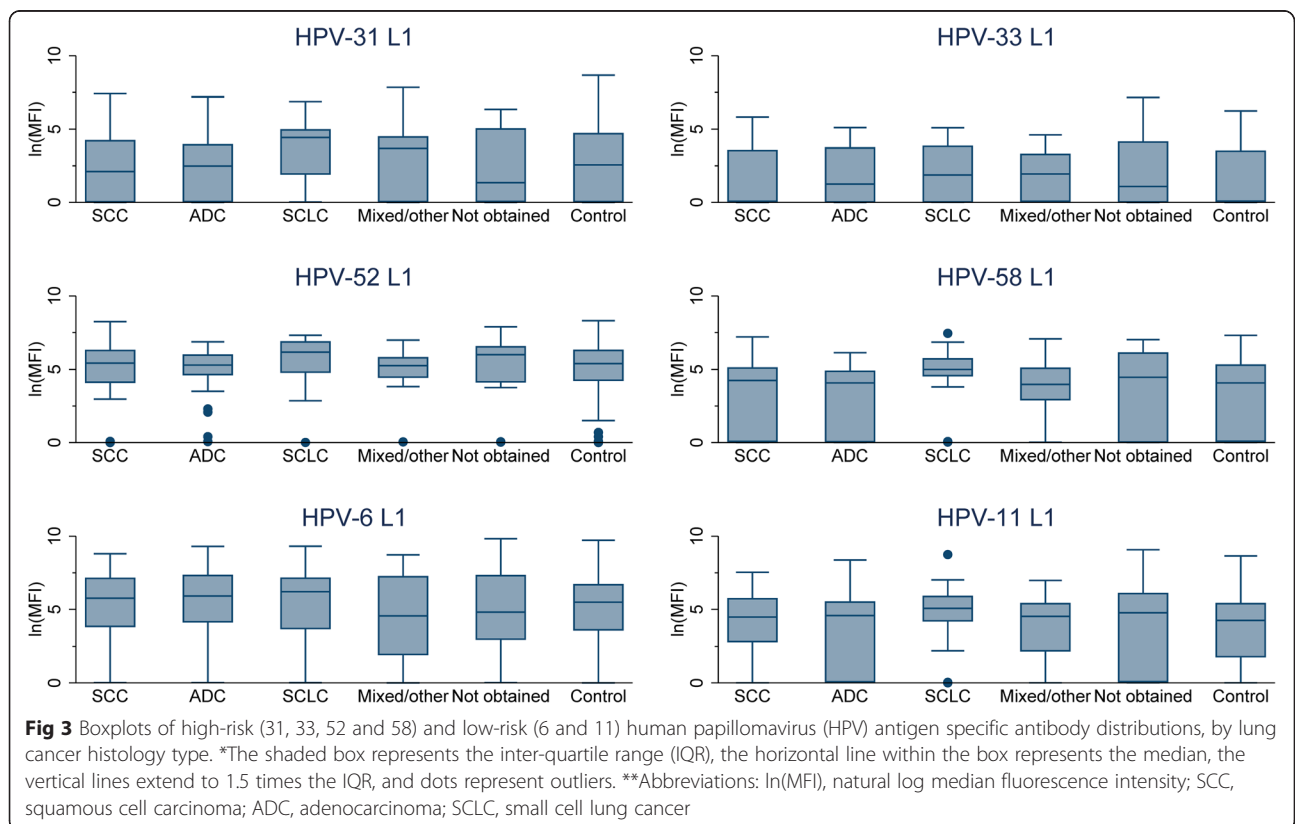 HPV-31 L1
ln(MFI)
10
5
0
SCC ADC SCLC Mixed/other Not obtained Control
HPV-33 L1
ln(MFI)
10
5
0
SCC ADC SCLC Mixed/other Not obtained Control
HPV-52 L1
ln(MFI)
10
5
0
SCC ADC SCLC Mixed/other Not obtained Control
HPV-58 L1
ln(MFI)
10
5
0
SCC ADC SCLC Mixed/other Not obtained Control
HPV-6 L1
ln(MFI)
10
5
0
SCC ADC SCLC Mixed/other Not obtained Control
HPV-11 L1
ln(MFI)
10
5
0
SCC ADC SCLC Mixed/other Not obtained Control
Fig 3 Boxplots of high-risk (31, 33, 52 and 58) and low-risk (6 and 11) human papillomavirus (HPV) antigen specific antibody distributions, by lung
cancer histology type. *The shaded box represents the inter-quartile range (IQR), the horizontal line within the box represents the median, the
vertical lines extend to 1.5 times the IQR, and dots represent outliers. **Abbreviations: ln(MFI), natural log median fluorescence intensity; SCC,
squamous cell carcinoma; ADC, adenocarcinoma; SCLC, small cell lung cancer